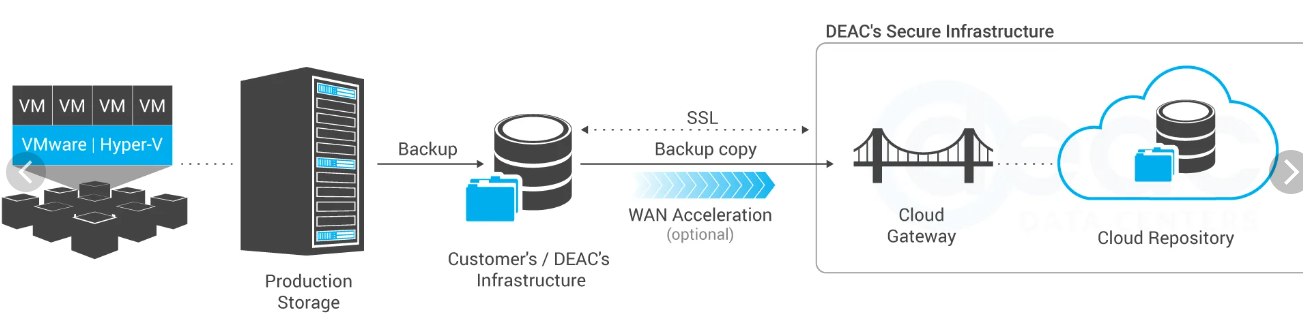 DEAC's Secure Infrastructure
VM VM VM VM
VMware | Hyper-V
Backup
SSL
Backup copy
WAN Acceleration
(optional)
Customer's / DEAC's
Infrastructure
Production
Storage
Cloud
Gateway
Cloud Repository
deac
DATA CENTERS